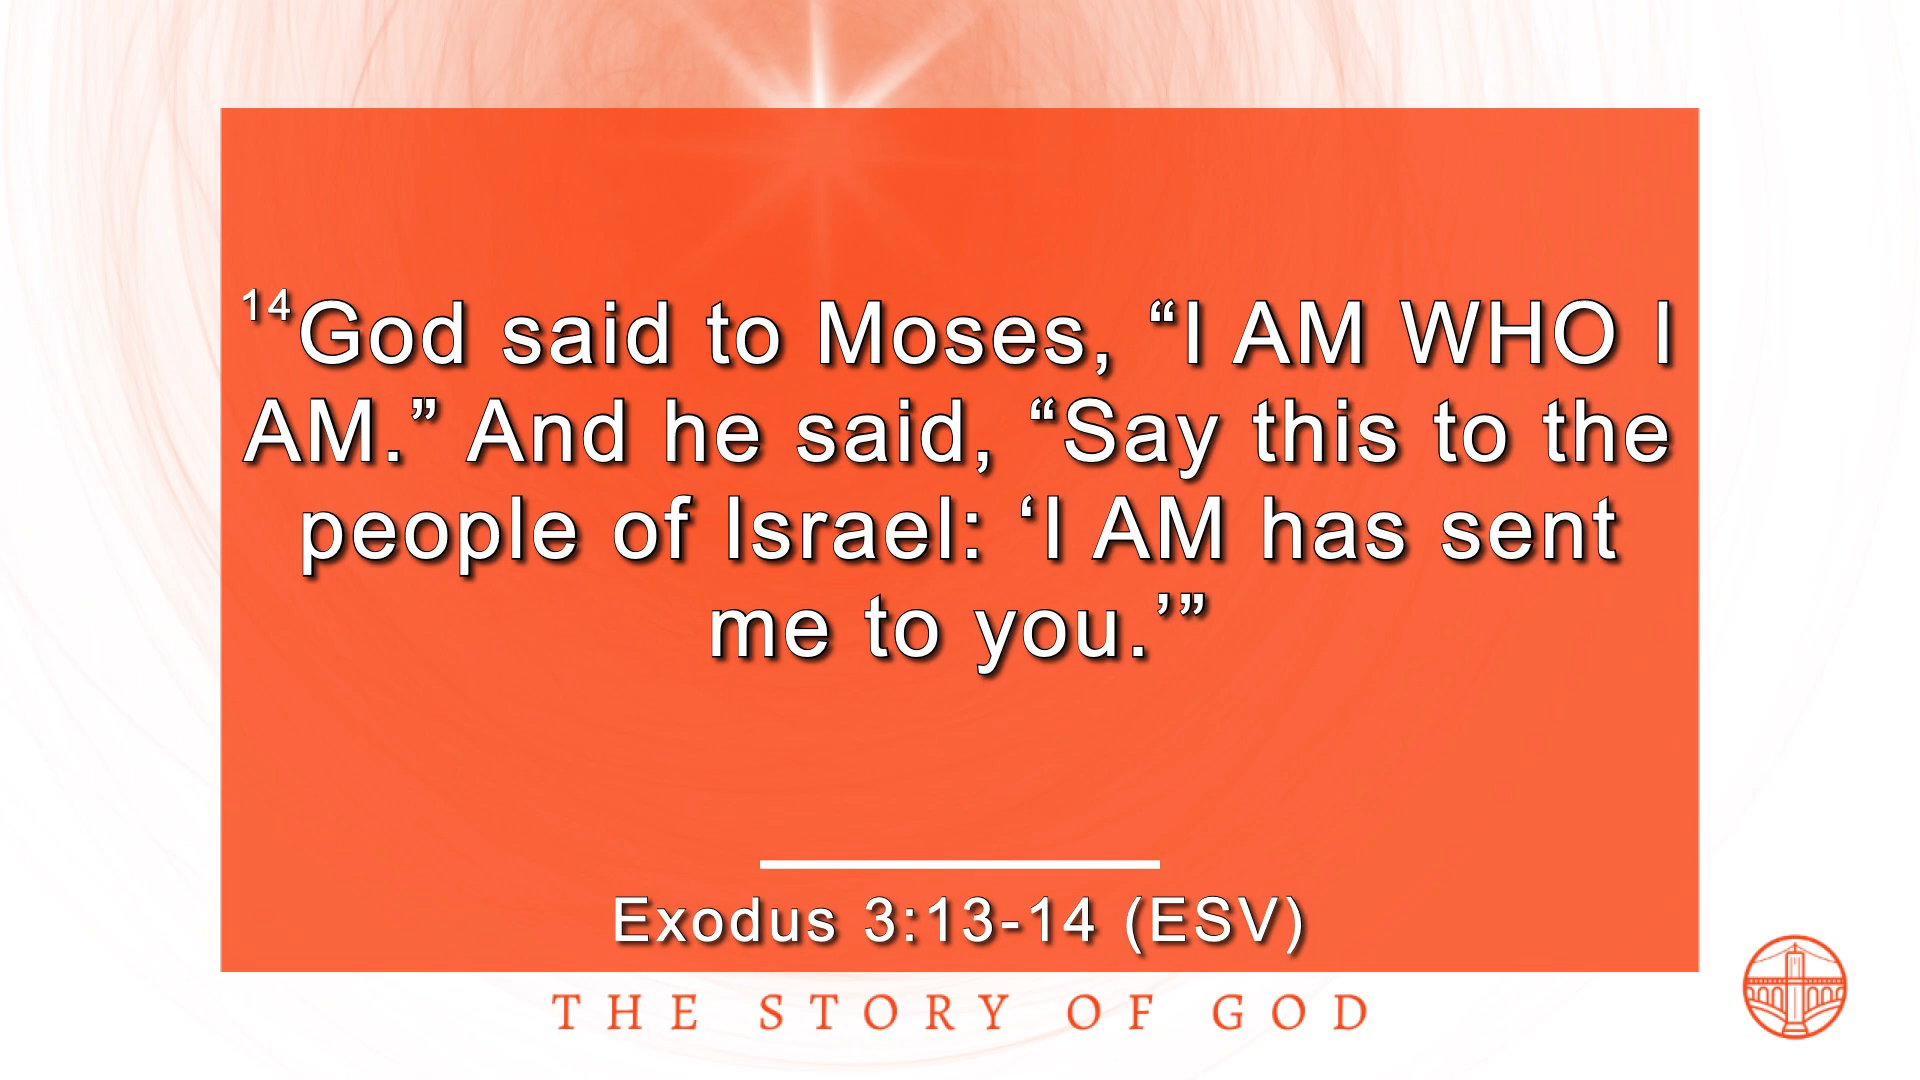 14God said to Moses, “I AM WHO I
AM.” And he said, “Say this to the
people of Israel: ‘I AM has sent
me to you.’”
Exodus 3:13-14 (ESV)
THE STORY OF GOD